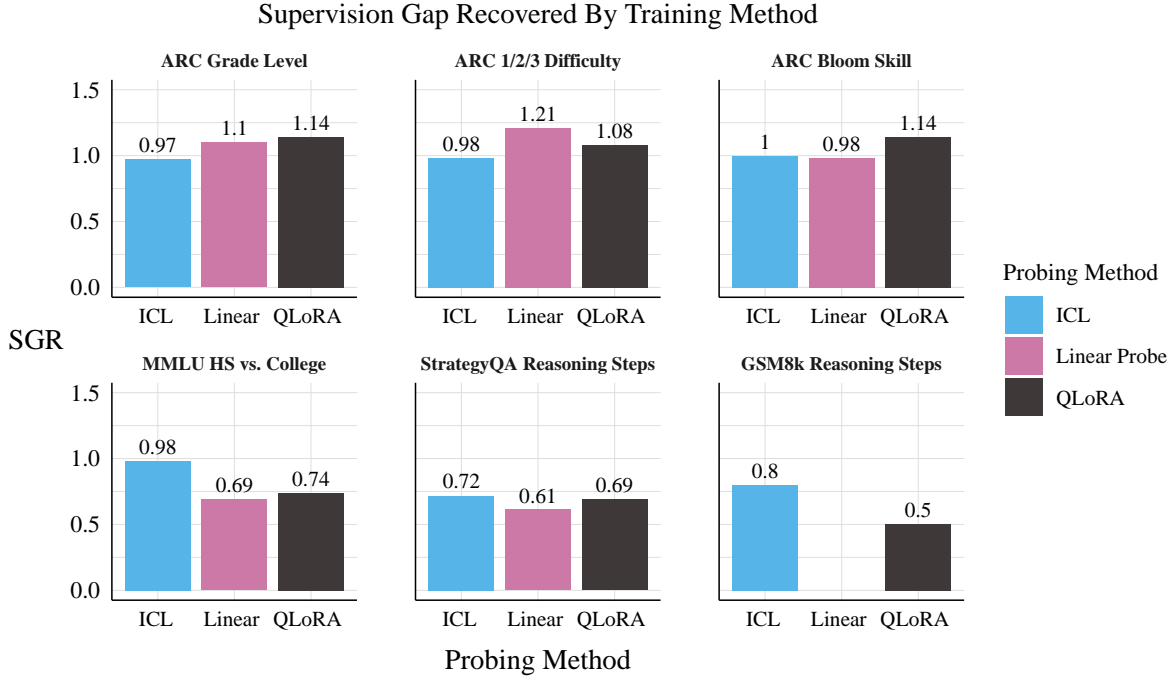 Supervision Gap Recovered By Training Method
ARC Grade Level
ARC 1/2/3 Difficulty
ARC Bloom Skill
1.5
1.0
0.5
0.0
0.97
1.1
1.14
0.98
1.21
1.08
1
0.98
1.14
ICL Linear QLoRA
ICL Linear QLoRA
ICL Linear QLoRA
SGR
MMLU HS vs. College
StrategyQA Reasoning Steps
GSM8k Reasoning Steps
1.5
1.0
0.5
0.0
0.98
0.69
0.74
0.72
0.61
0.69
0.8
0.5
ICL Linear QLoRA
ICL Linear QLoRA
ICL Linear QLoRA
Probing Method
Probing Method
ICL
Linear Probe
QLoRA